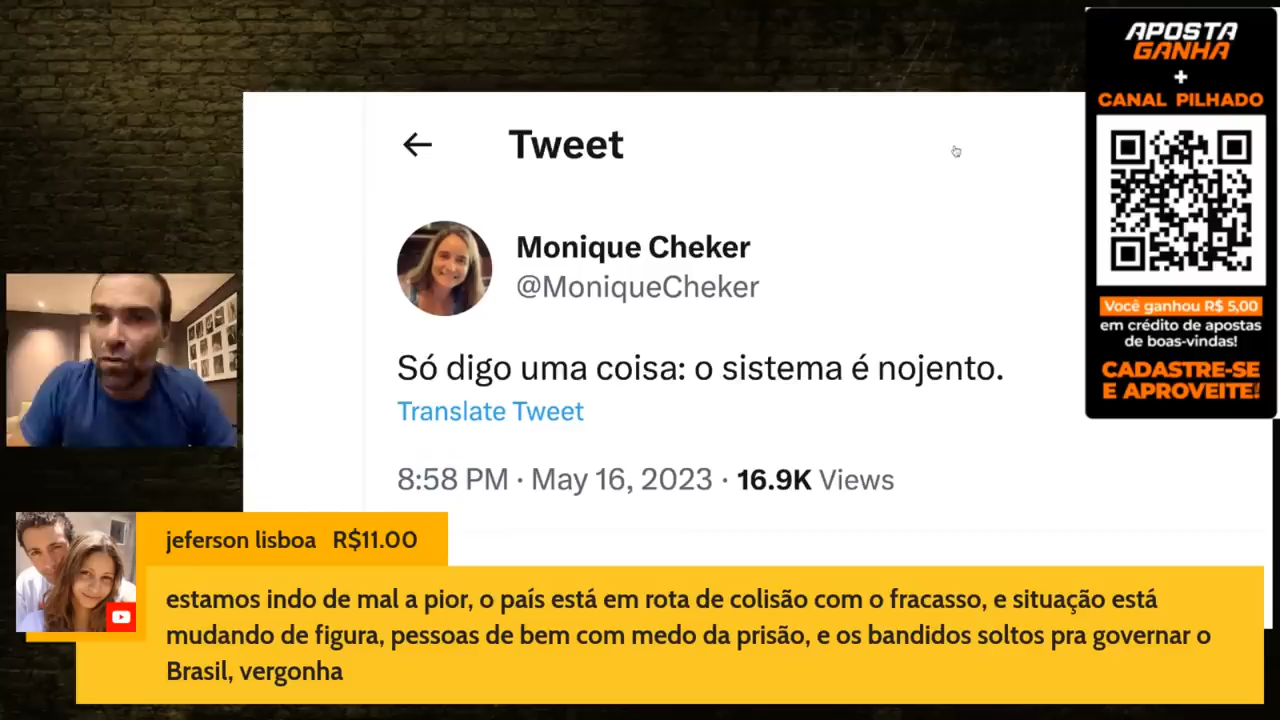 Tweet
Monique Cheker
@MoniqueCheker
Só digo uma coisa: o sistema é nojento.
Translate Tweet
8:58 PM · May 16, 2023 · 16.9K Views
APOSTA
GANHA
+
CANAL PILHADO
Você ganhou R$ 5,00
em crédito de apostas
de boas-vindas!
CADASTRE-SE
E APROVEITE!
jeferson lisboa R$11.00
estamos indo de mal a pior, o país está em rota de colisão com o fracasso, e situação está
mudando de figura, pessoas de bem com medo da prisão, e os bandidos soltos pra governar o
Brasil, vergonha